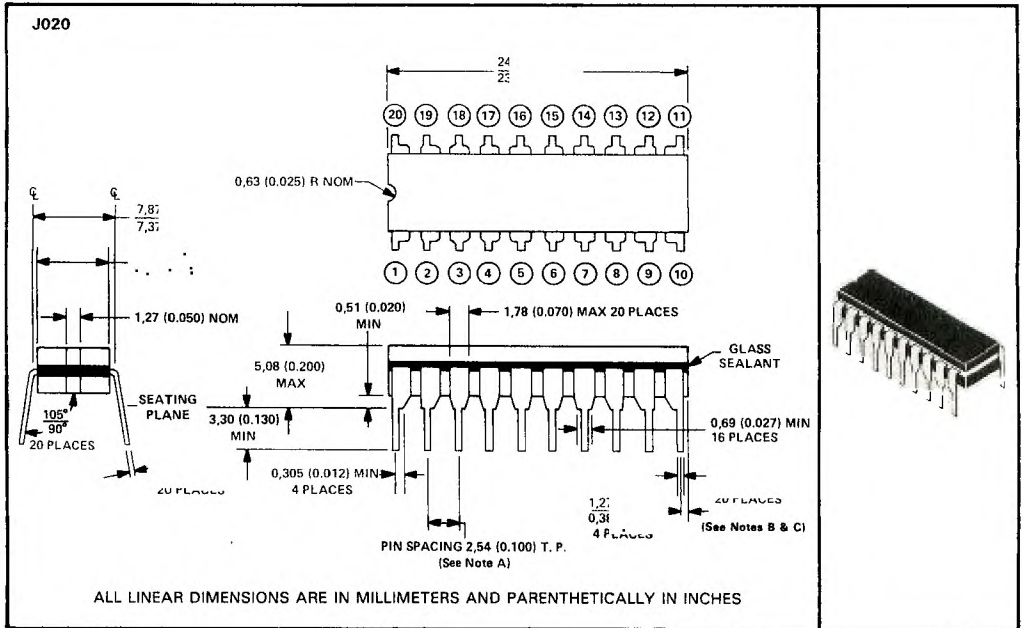 J020
24
23
20 19 18 17 16 15 14 13 12 11
0,63 (0.025) R NOM
℄ ℄
7,87
7,37
1 2 3 4 5 6 7 8 9 10
1,27 (0.050) NOM
0,51 (0.020)
MIN
1,78 (0.070) MAX 20 PLACES
5,08 (0.200)
MAX
GLASS
SEALANT
SEATING
PLANE
105°
90°
20 PLACES
3,30 (0.130)
MIN
0,69 (0.027) MIN
16 PLACES
0,305 (0.012) MIN
4 PLACES
20 PLACES
1,27
0,38
4 PLACES
20 PLACES
(See Notes B & C)
PIN SPACING 2,54 (0.100) T. P.
(See Note A)
ALL LINEAR DIMENSIONS ARE IN MILLIMETERS AND PARENTHETICALLY IN INCHES